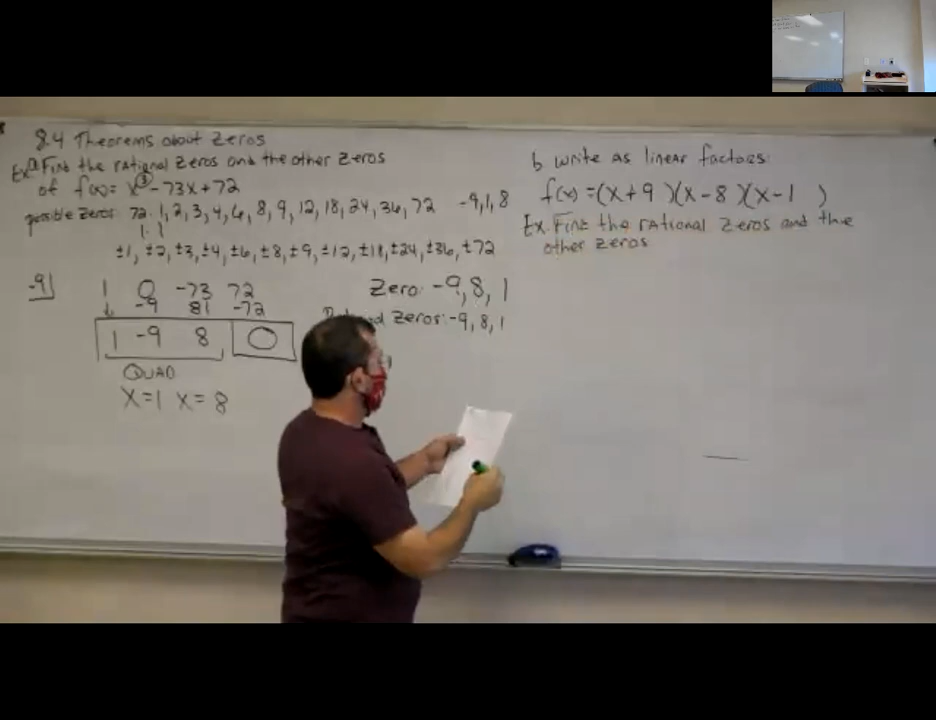 8.4 Theorems about Zeros
Ex a Find the rational zeros and the other zeros
of f(x)= x³-73x+72
possible zeros: 72: 1, 2, 3, 4, 6, 8, 9, 12, 18, 24, 36, 72
1: 1
-9, 1, 8
±1, ±2, ±3, ±4, ±6, ±8, ±9, ±12, ±18, ±24, ±36, ±72
-9| 1 0 -73 72
↓ -9 81 -72
1 -9 8 0
QUAD
x=1 x=8
Zero: -9, 8, 1
Zeros: -9, 8, 1
b write as linear factors
f(x) = (x+9)(x-8)(x-1)
Ex. Find the rational zeros and the
other zeros